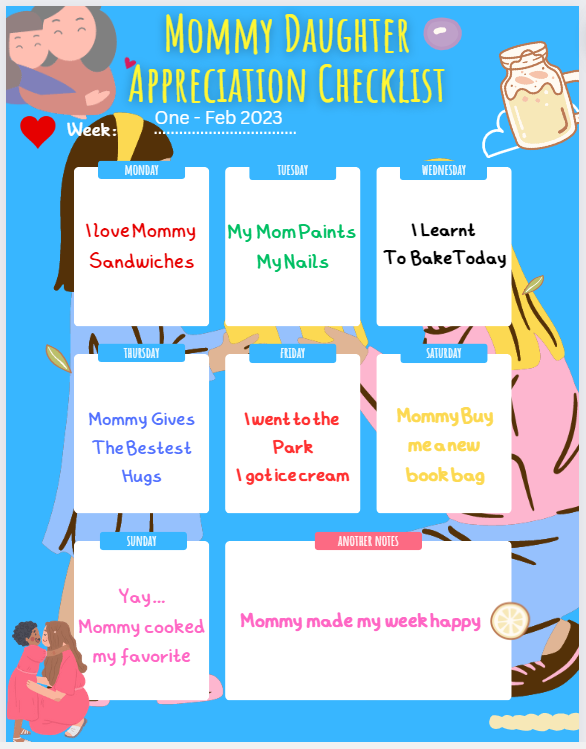 Mommy Daughter
Appreciation Checklist
Week: One - Feb 2023
MONDAY
I love Mommy
Sandwiches
TUESDAY
My Mom Paints
My Nails
WEDNESDAY
I Learnt
To Bake Today
THURSDAY
Mommy Gives
The Bestest
Hugs
FRIDAY
I went to the
Park
I got ice cream
SATURDAY
Mommy Buy
me a new
book bag
SUNDAY
Yay...
Mommy cooked
my favorite
ANOTHER NOTES
Mommy made my week happy